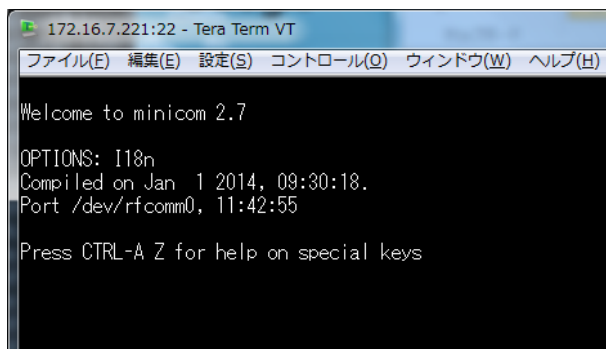 172.16.7.221:22 - Tera Term VT
ファイル(F) 編集(E) 設定(S) コントロール(O) ウィンドウ(W) ヘルプ(H)
Welcome to minicom 2.7
OPTIONS: I18n
Compiled on Jan  1 2014, 09:30:18.
Port /dev/rfcomm0, 11:42:55
Press CTRL-A Z for help on special keys